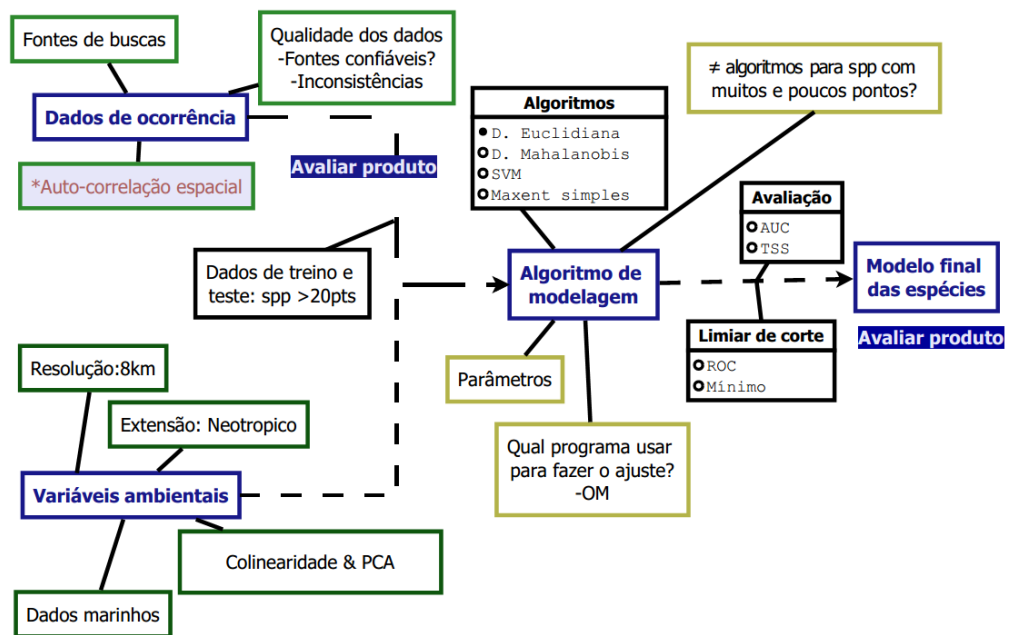 Fontes de buscas
Qualidade dos dados
-Fontes confiáveis?
-Inconsistências
Dados de ocorrência
*Auto-correlação espacial
Avaliar produto
Dados de treino e
teste: spp >20pts
Resolução:8km
Extensão: Neotropico
Variáveis ambientais
Colinearidade & PCA
Dados marinhos
Algoritmos
D. Euclidiana
D. Mahalanobis
SVM
Maxent simples
≠ algoritmos para spp com
muitos e poucos pontos?
Algoritmo de
modelagem
Parâmetros
Qual programa usar
para fazer o ajuste?
-OM
Avaliação
AUC
TSS
Limiar de corte
ROC
Mínimo
Modelo final
das espécies
Avaliar produto